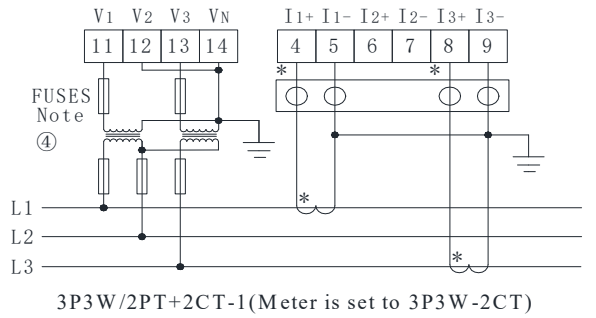 V1 V2 V3 VN I1+ I1- I2+ I2- I3+ I3-
11 12 13 14 4 5 6 7 8 9
* *
FUSES
Note
④
*
L1
L2
*
L3
3P3W/2PT+2CT-1(Meter is set to 3P3W-2CT)